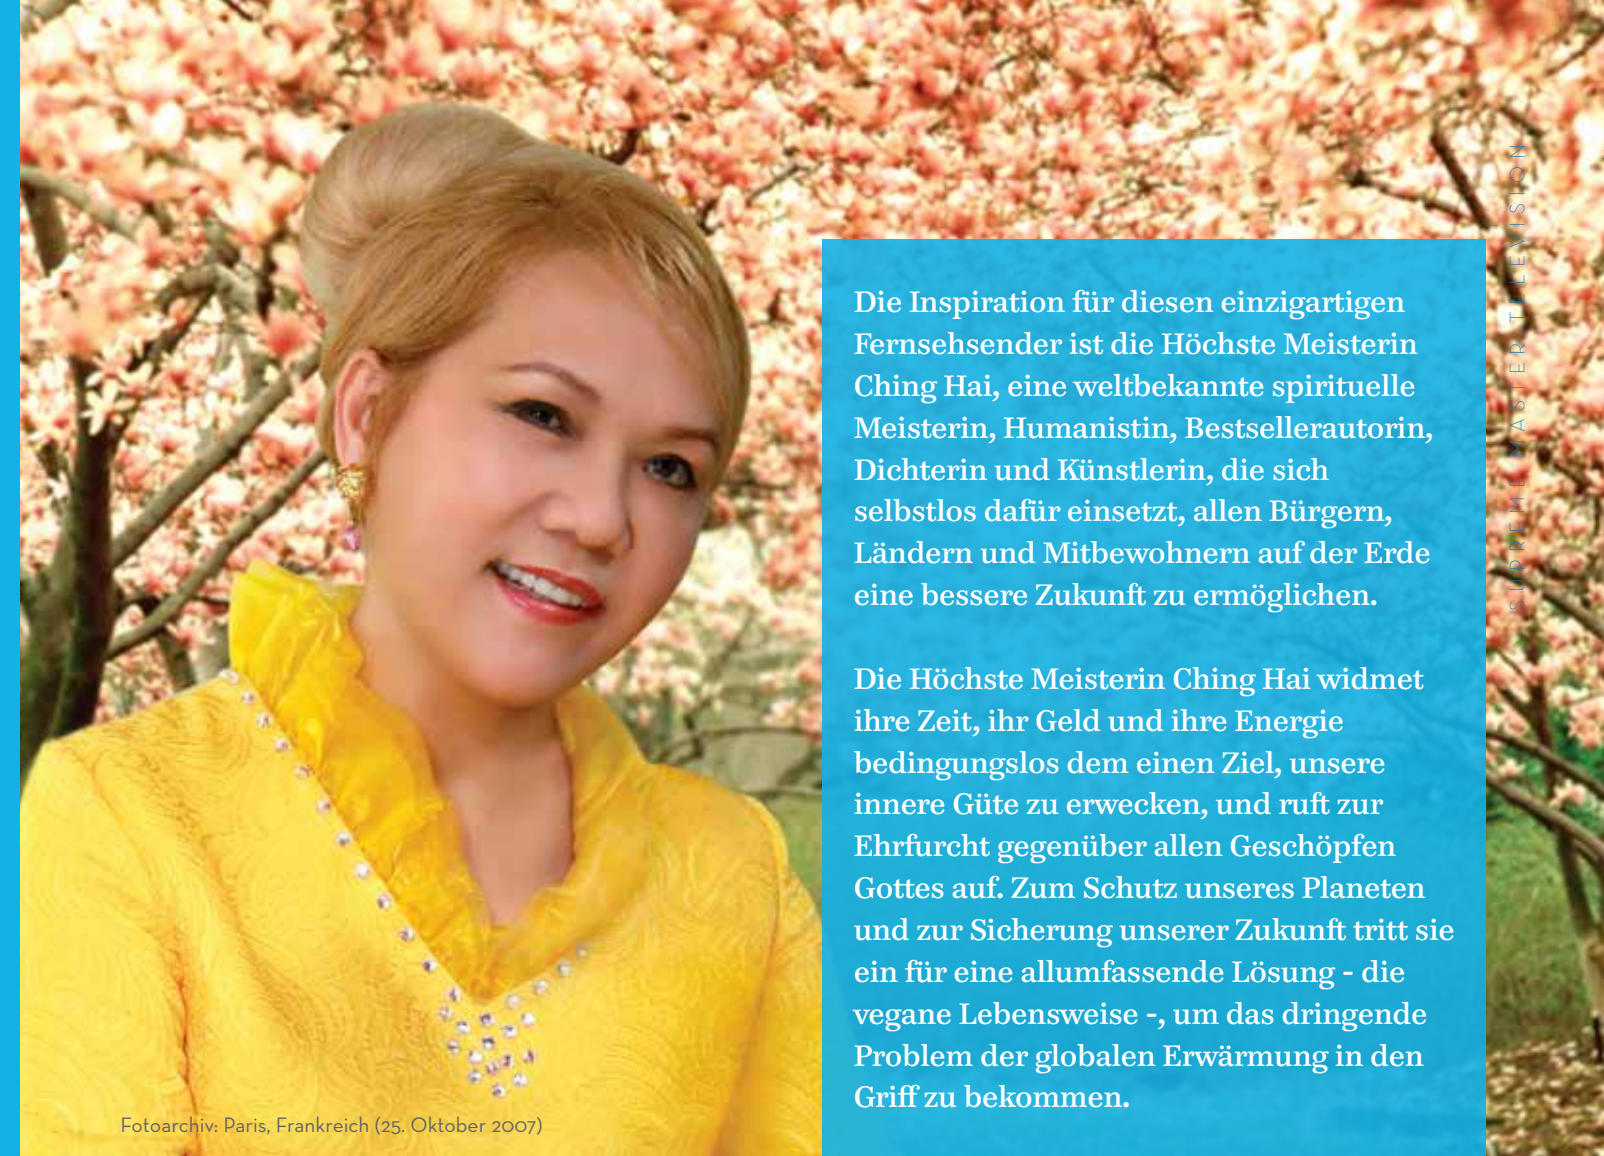 Die Inspiration für diesen einzigartigen
Fernsehsender ist die Höchste Meisterin
Ching Hai, eine weltbekannte spirituelle
Meisterin, Humanistin, Bestsellerautorin,
Dichterin und Künstlerin, die sich
selbstlos dafür einsetzt, allen Bürgern,
Ländern und Mitbewohnern auf der Erde
eine bessere Zukunft zu ermöglichen.
Die Höchste Meisterin Ching Hai widmet
ihre Zeit, ihr Geld und ihre Energie
bedingungslos dem einen Ziel, unsere
innere Güte zu erwecken, und ruft zur
Ehrfurcht gegenüber allen Geschöpfen
Gottes auf. Zum Schutz unseres Planeten
und zur Sicherung unserer Zukunft tritt sie
ein für eine allumfassende Lösung - die
vegane Lebensweise -, um das dringende
Problem der globalen Erwärmung in den
Griff zu bekommen.
SUPREME MASTER TELEVISION
Fotoarchiv: Paris, Frankreich (25. Oktober 2007)